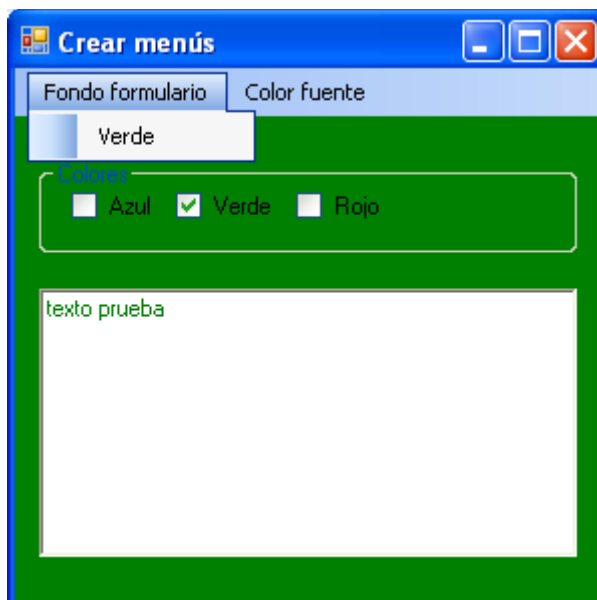 Crear menús
Fondo formulario Color fuente
Verde
Colores
Azul Verde Rojo
texto prueba